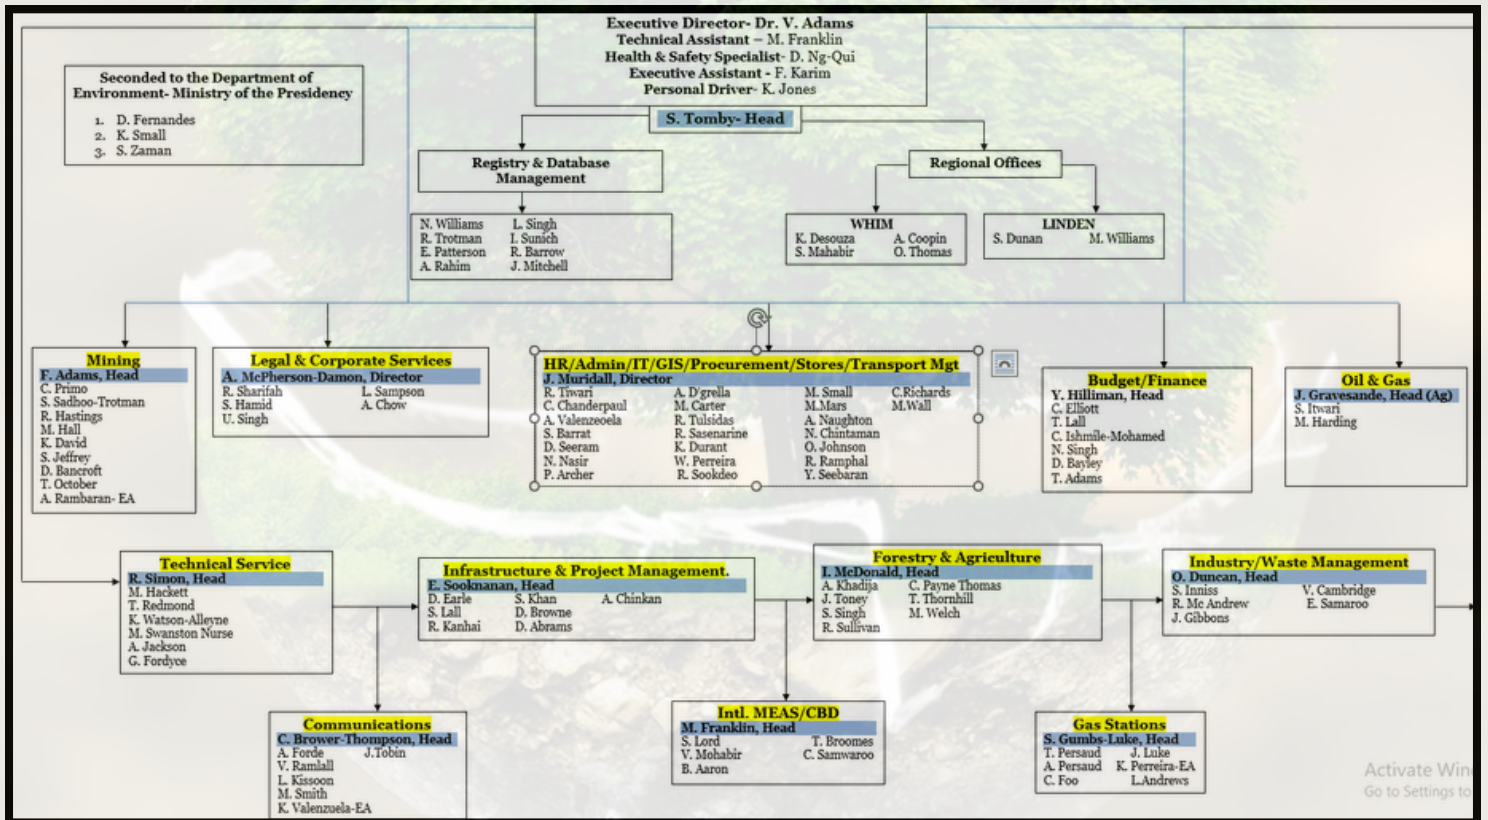 Executive Director- Dr. V. Adams
Technical Assistant – M. Franklin
Health & Safety Specialist- D. Ng-Qui
Executive Assistant - F. Karim
Personal Driver- K. Jones
Seconded to the Department of
Environment- Ministry of the Presidency
1. D. Fernandes
2. K. Small
3. S. Zaman
S. Tomby- Head
Registry & Database
Management
N. Williams L. Singh
R. Trotman I. Sunich
E. Patterson R. Barrow
A. Rahim J. Mitchell
Regional Offices
WHIM
K. Desouza A. Coopin
S. Mahabir O. Thomas
LINDEN
S. Dunan M. Williams
Mining
F. Adams, Head
C. Primo
S. Sadhoo-Trotman
R. Hastings
M. Hall
K. David
S. Jeffrey
D. Bancroft
T. October
A. Rambaran- EA
Legal & Corporate Services
A. McPherson-Damon, Director
R. Sharifah L. Sampson
S. Hamid A. Chow
U. Singh
HR/Admin/IT/GIS/Procurement/Stores/Transport Mgt
J. Muridall, Director
R. Tiwari A. D'grella M. Small C.Richards
C. Chanderpaul M. Carter M.Mars M.Wall
A. Valenzeoela R. Tulsidas A. Naughton
S. Barrat R. Sasenarine N. Chintaman
D. Seeram K. Durant O. Johnson
N. Nasir W. Perreira R. Ramphal
P. Archer R. Sookdeo Y. Seebaran
Budget/Finance
Y. Hilliman, Head
C. Elliott
T. Lall
C. Ishmile-Mohamed
N. Singh
D. Bayley
T. Adams
Oil & Gas
J. Gravesande, Head (Ag)
S. Itwari
M. Harding
Technical Service
R. Simon, Head
M. Hackett
T. Redmond
K. Watson-Alleyne
M. Swanston Nurse
A. Jackson
G. Fordyce
Infrastructure & Project Management.
E. Sooknanan, Head
D. Earle S. Khan A. Chinkan
S. Lall D. Browne
R. Kanhai D. Abrams
Forestry & Agriculture
I. McDonald, Head
A. Khadija C. Payne Thomas
J. Toney T. Thornhill
S. Singh M. Welch
R. Sullivan
Industry/Waste Management
O. Duncan, Head
S. Inniss V. Cambridge
R. Mc Andrew E. Samaroo
J. Gibbons
Communications
C. Brower-Thompson, Head
A. Forde J.Tobin
V. Ramlall
L. Kissoon
M. Smith
K. Valenzuela-EA
Intl. MEAS/CBD
M. Franklin, Head
S. Lord T. Broomes
V. Mohabir C. Samwaroo
B. Aaron
Gas Stations
S. Gumbs-Luke, Head
T. Persaud J. Luke
A. Persaud K. Perreira-EA
C. Foo L.Andrews
Activate Win
Go to Settings to